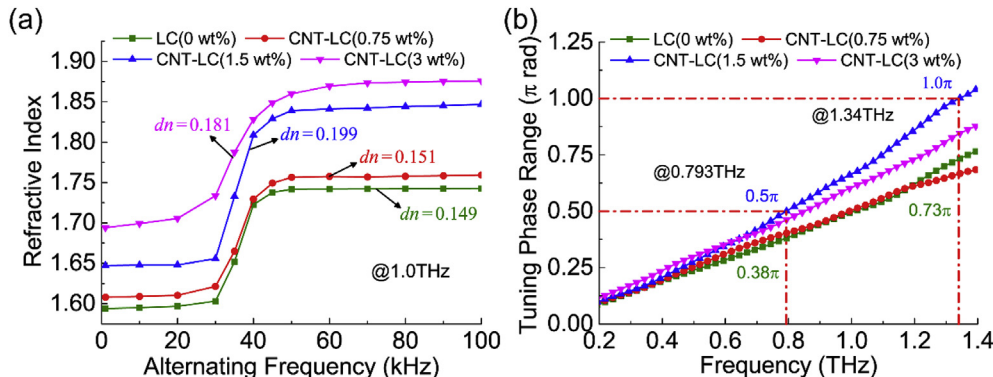 (a)
LC(0 wt%) CNT-LC(0.75 wt%)
CNT-LC(1.5 wt%) CNT-LC(3 wt%)
1.90
1.85
1.80
1.75
1.70
1.65
1.60
Refractive Index
dn=0.181
dn=0.199
dn=0.151
dn=0.149
@1.0THz
0 20 40 60 80 100
Alternating Frequency (kHz)
(b)
LC(0 wt%) CNT-LC(0.75 wt%)
CNT-LC(1.5 wt%) CNT-LC(3 wt%)
1.25
1.00
0.75
0.50
0.25
0.00
Tuning Phase Range (π rad)
1.0π
@1.34THz
@0.793THz
0.5π
0.73π
0.38π
0.2 0.4 0.6 0.8 1.0 1.2 1.4
Frequency (THz)